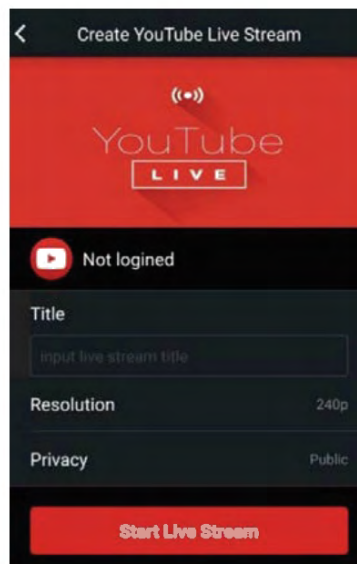 Create YouTube Live Stream
YouTube
LIVE
Not logined
Title
input live stream title
Resolution 240p
Privacy Public
Start Live Stream